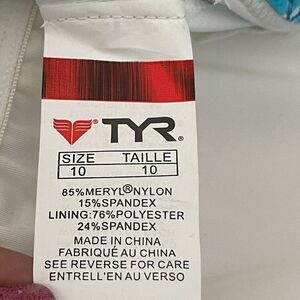 TYR®
SIZE TAILLE
10 10
85%MERYL®NYLON
15%SPANDEX
LINING:76%POLYESTER
24%SPANDEX
MADE IN CHINA
FABRIQUÉ AU CHINA
SEE REVERSE FOR CARE
ENTRELL'EN AU VERSO